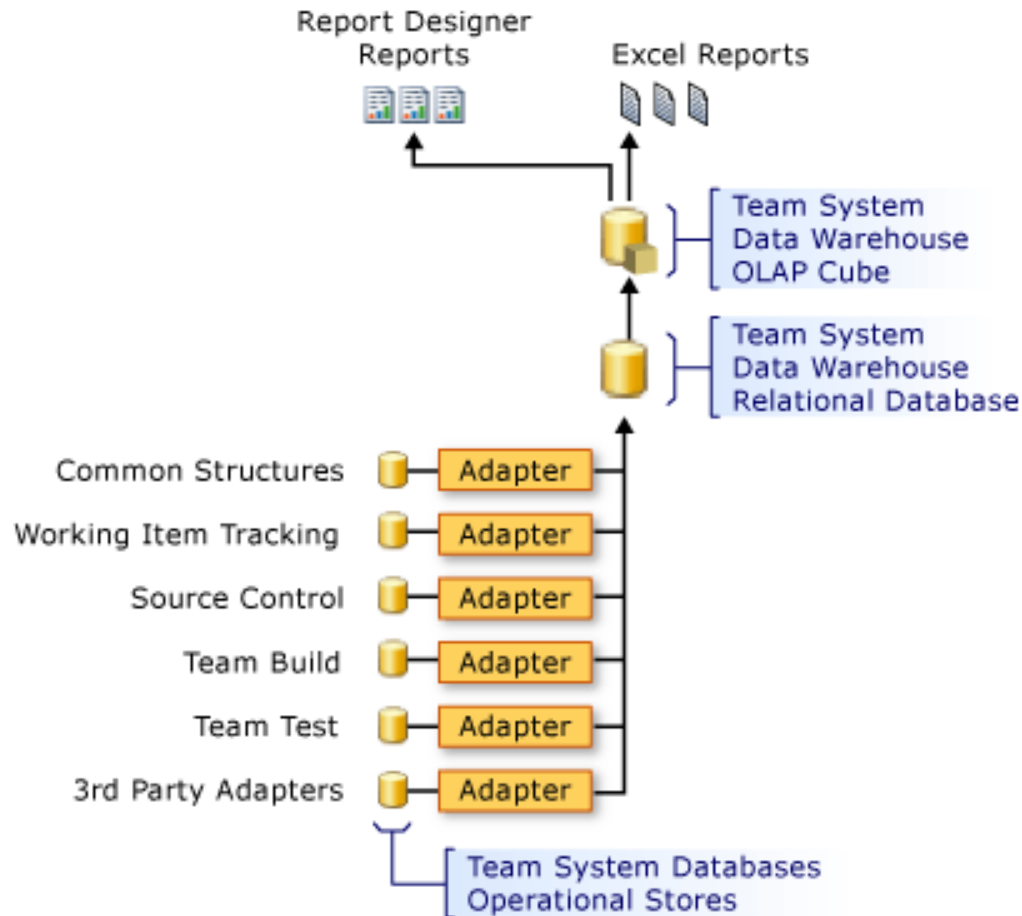 Report Designer
Reports
Excel Reports
Team System
Data Warehouse
OLAP Cube
Team System
Data Warehouse
Relational Database
Common Structures
Adapter
Working Item Tracking
Adapter
Source Control
Adapter
Team Build
Adapter
Team Test
Adapter
3rd Party Adapters
Adapter
Team System Databases
Operational Stores